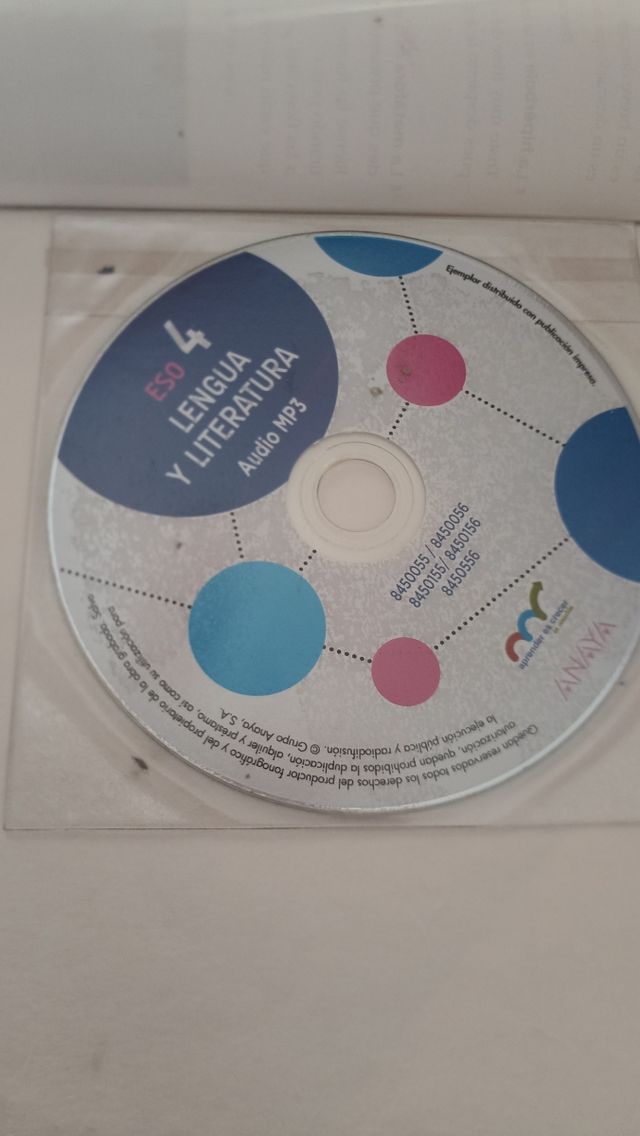 ESO 4
LENGUA
Y LITERATURA
Audio MP3
Ejemplar distribuido con publicación impresa.
8450055 / 8450056
8450155/ 8450156
8450556
aprender es crecer
ANAYA
Quedan reservados todos los derechos del productor fonográfico y del propietario de la obra grabada. Salvo
autorización, quedan prohibidos la duplicación, alquiler y préstamo, así como su utilización para
la ejecución pública y radiodifusión. © Grupo Anaya, S.A.